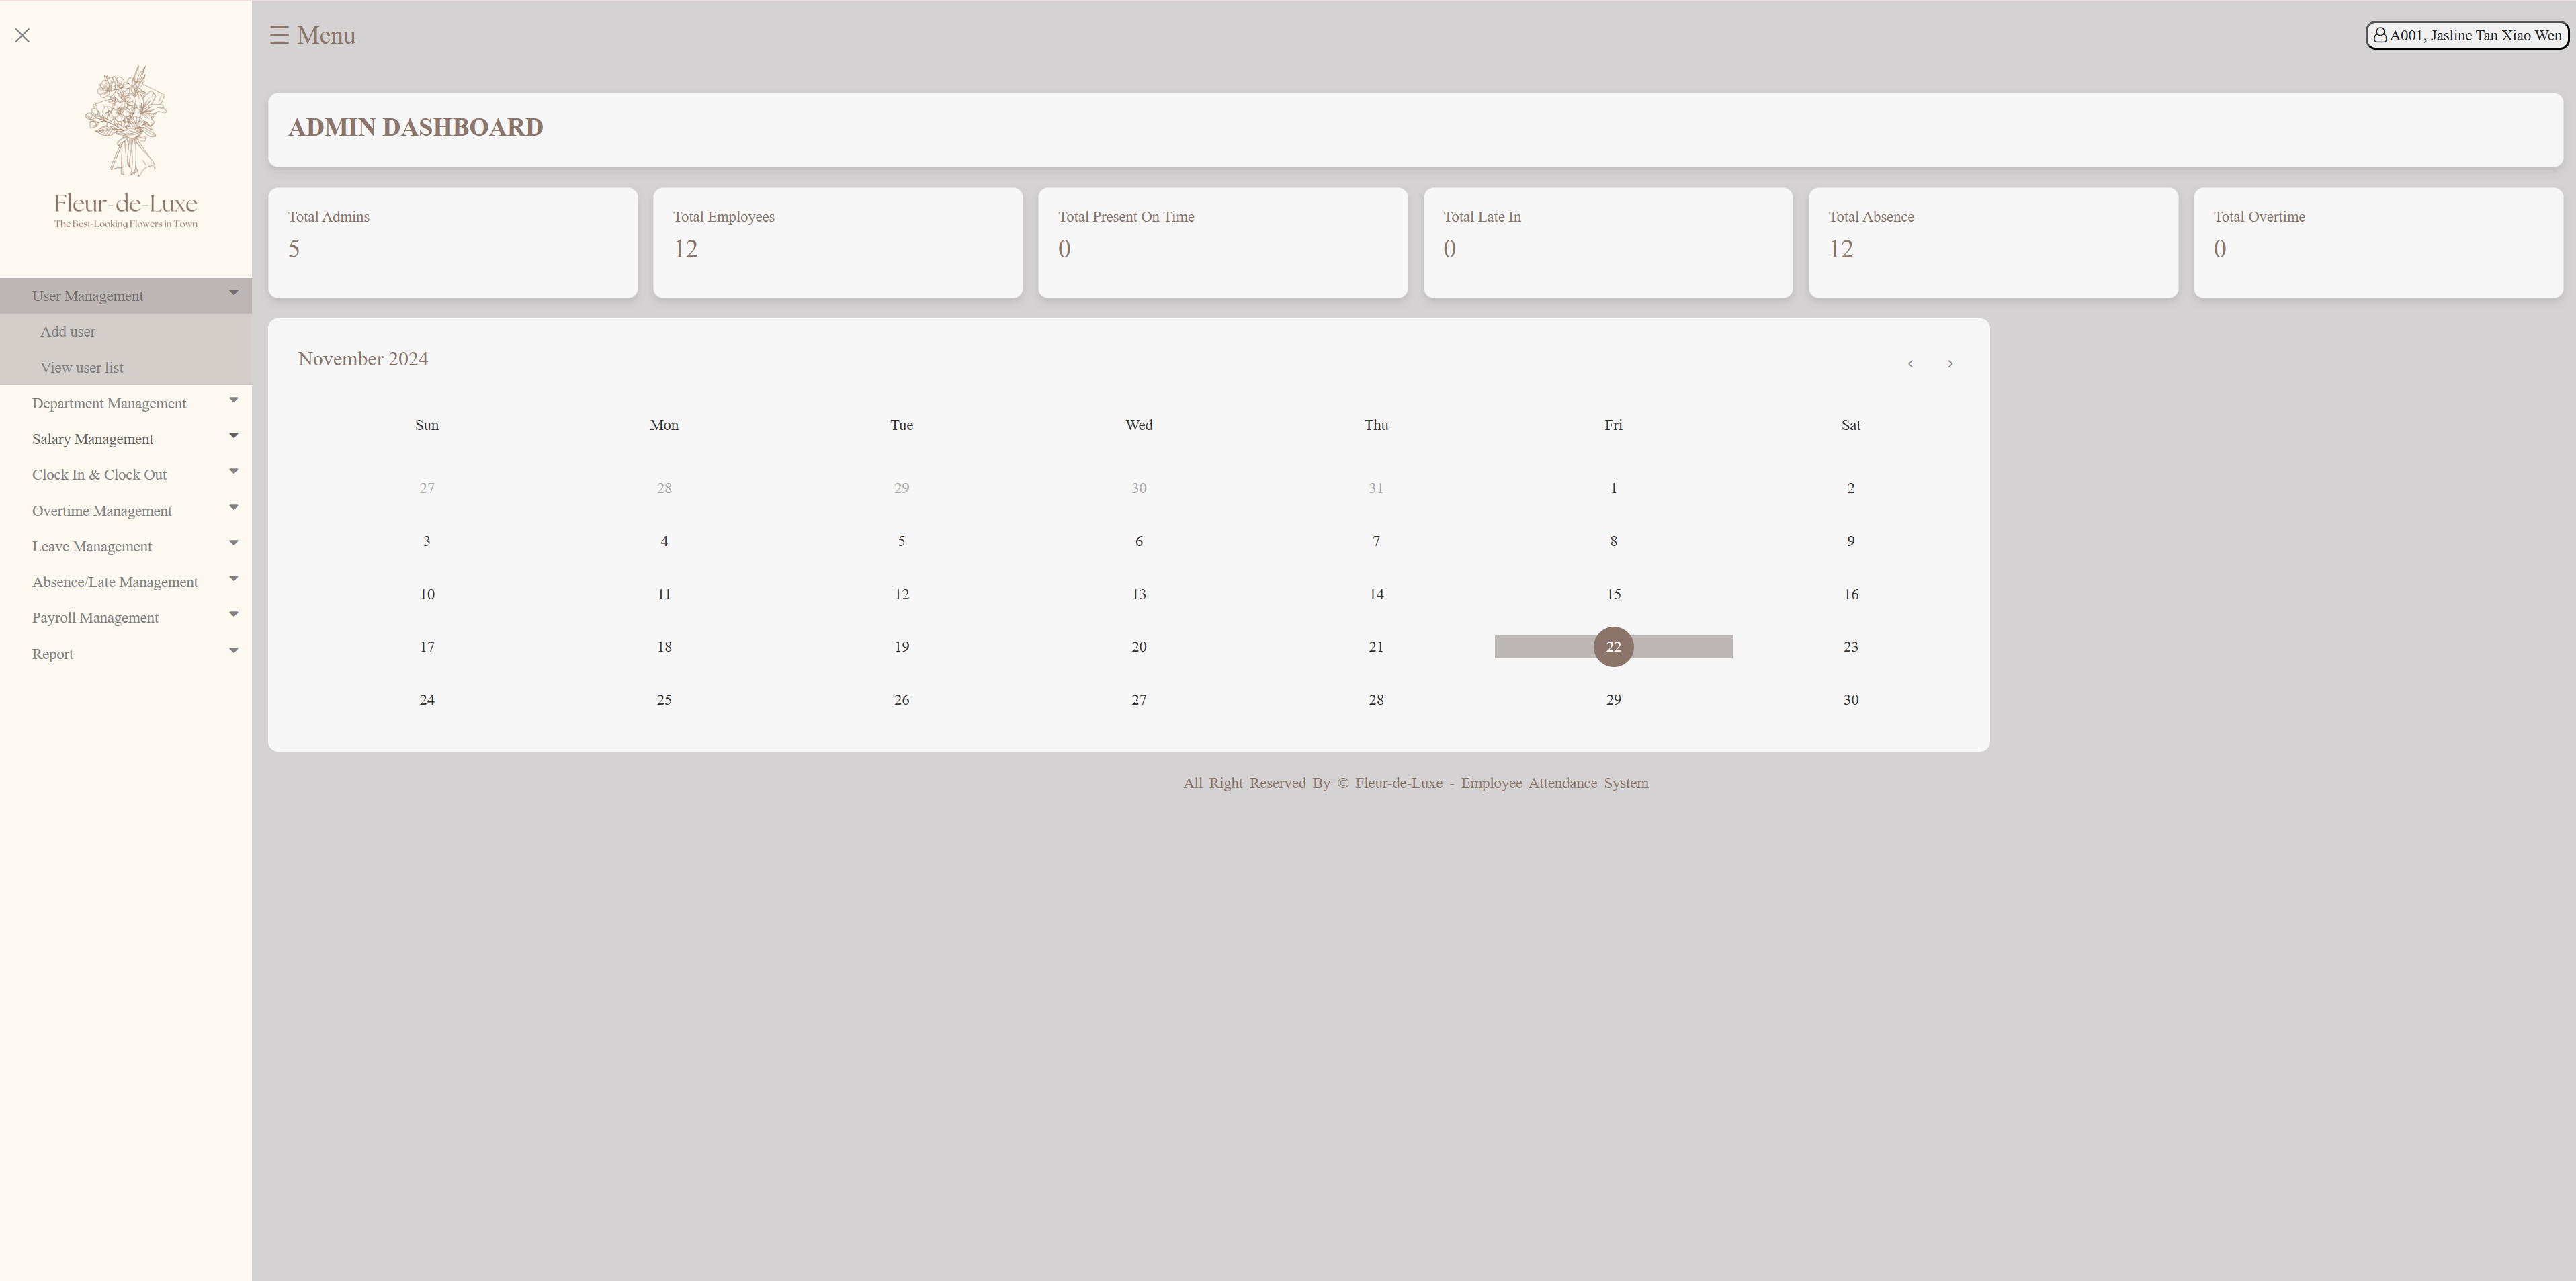 ☰ Menu
A001, Jasline Tan Xiao Wen
Fleur-de-Luxe
The Best-Looking Flowers in Town
User Management
Add user
View user list
Department Management
Salary Management
Clock In & Clock Out
Overtime Management
Leave Management
Absence/Late Management
Payroll Management
Report
ADMIN DASHBOARD
Total Admins
5
Total Employees
12
Total Present On Time
0
Total Late In
0
Total Absence
12
Total Overtime
0
November 2024
‹ ›
Sun Mon Tue Wed Thu Fri Sat
27 28 29 30 31 1 2
3 4 5 6 7 8 9
10 11 12 13 14 15 16
17 18 19 20 21 22 23
24 25 26 27 28 29 30
All Right Reserved By © Fleur-de-Luxe - Employee Attendance System